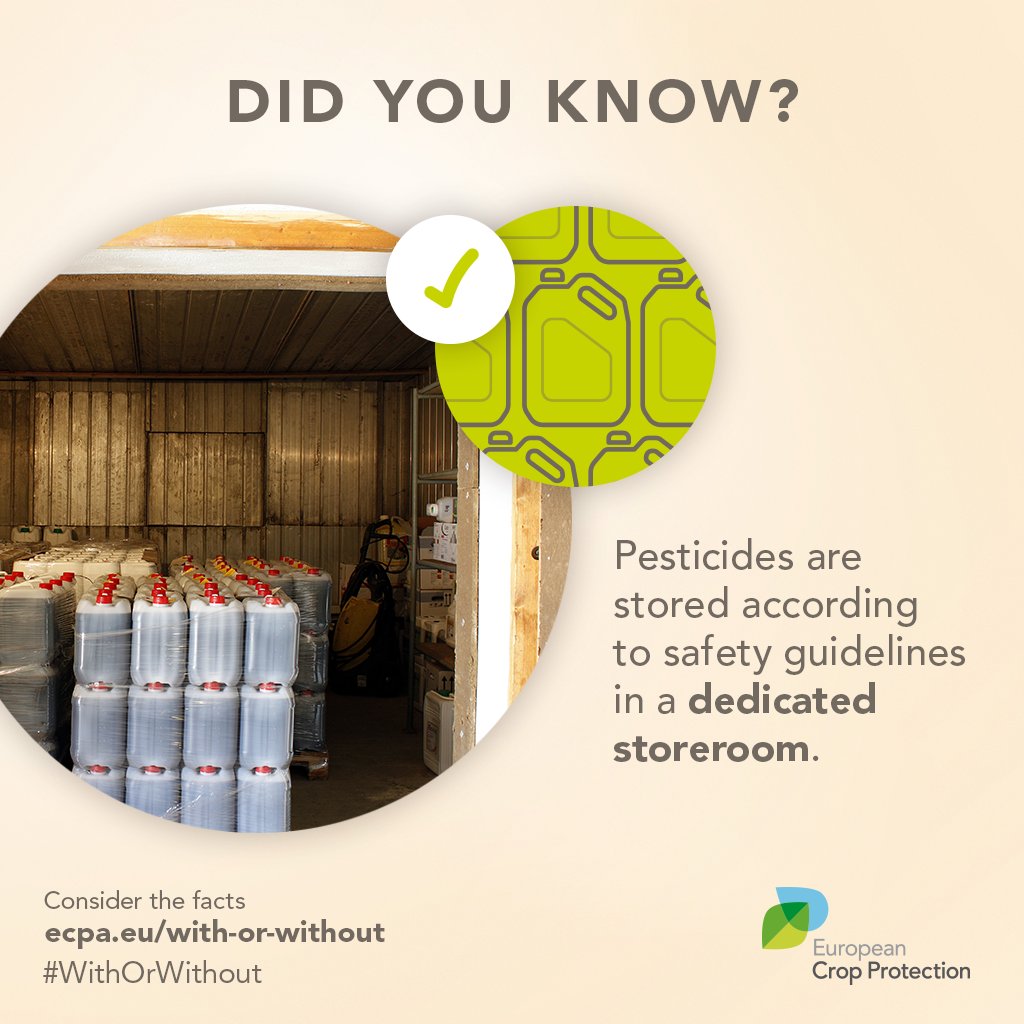 DID YOU KNOW?
Pesticides are
stored according
to safety guidelines
in a dedicated
storeroom.
Consider the facts
ecpa.eu/with-or-without
#WithOrWithout
European
Crop Protection